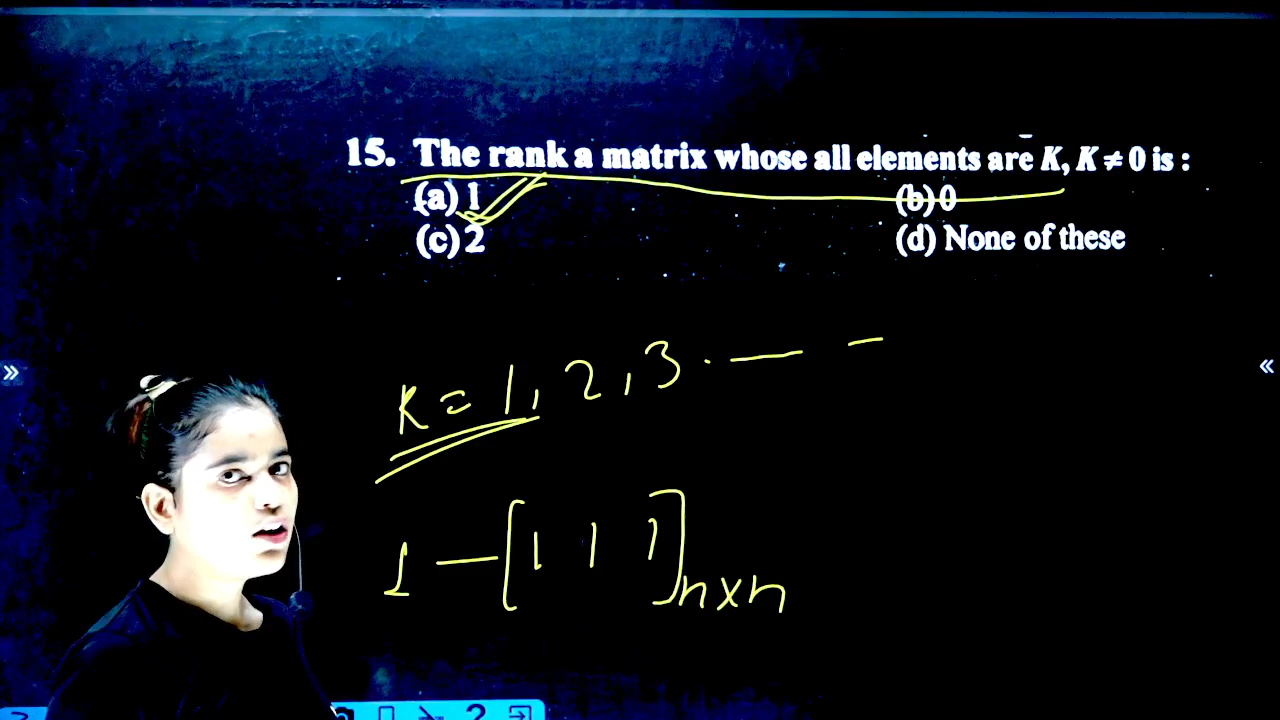 15. The rank a matrix whose all elements are K, K ≠ 0 is :
(a) 1 (b) 0
(c) 2 (d) None of these
K = 1, 2, 3 . — —
1 — [1 1 1]n×n